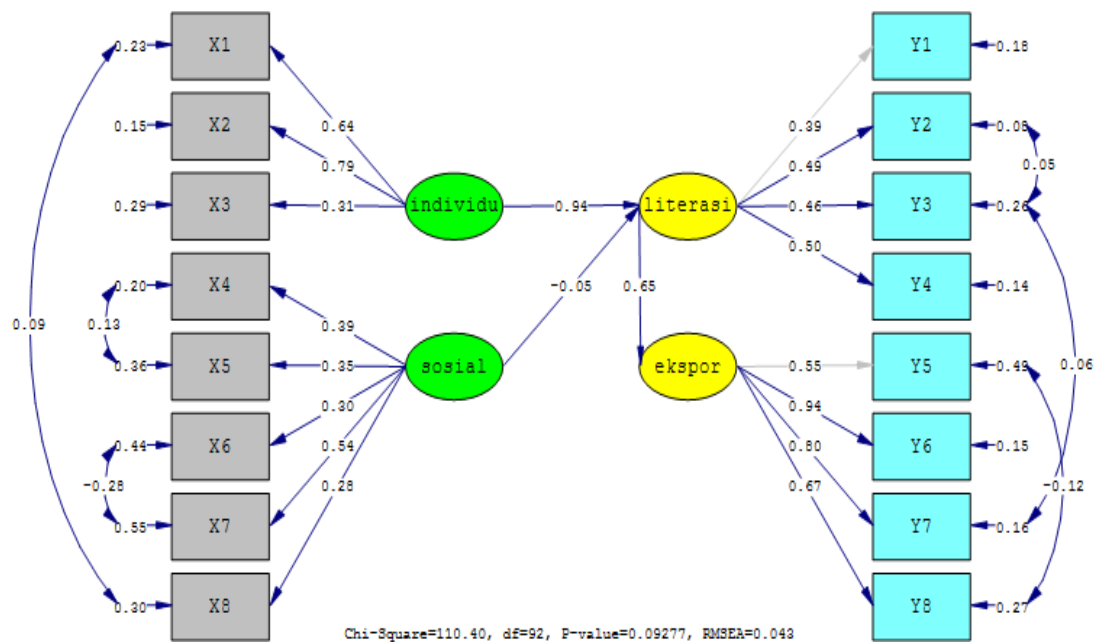 0.23 X1 Y1 0.18
0.39
0.15 X2 0.64 0.49 Y2 0.08
0.79 0.05
0.29 X3 0.31 individu 0.94 literasi 0.46 Y3 0.26
0.50
0.20 X4 -0.05 0.65 Y4 0.14
0.09 0.13 0.39
0.36 X5 0.35 sosial ekspor 0.55 Y5 0.49 0.06
0.30 0.94
0.44 X6 0.54 0.80 Y6 0.15
-0.28 0.28 0.67 -0.12
0.55 X7 Y7 0.16
0.30 X8 Y8 0.27
Chi-Square=110.40, df=92, P-value=0.09277, RMSEA=0.043